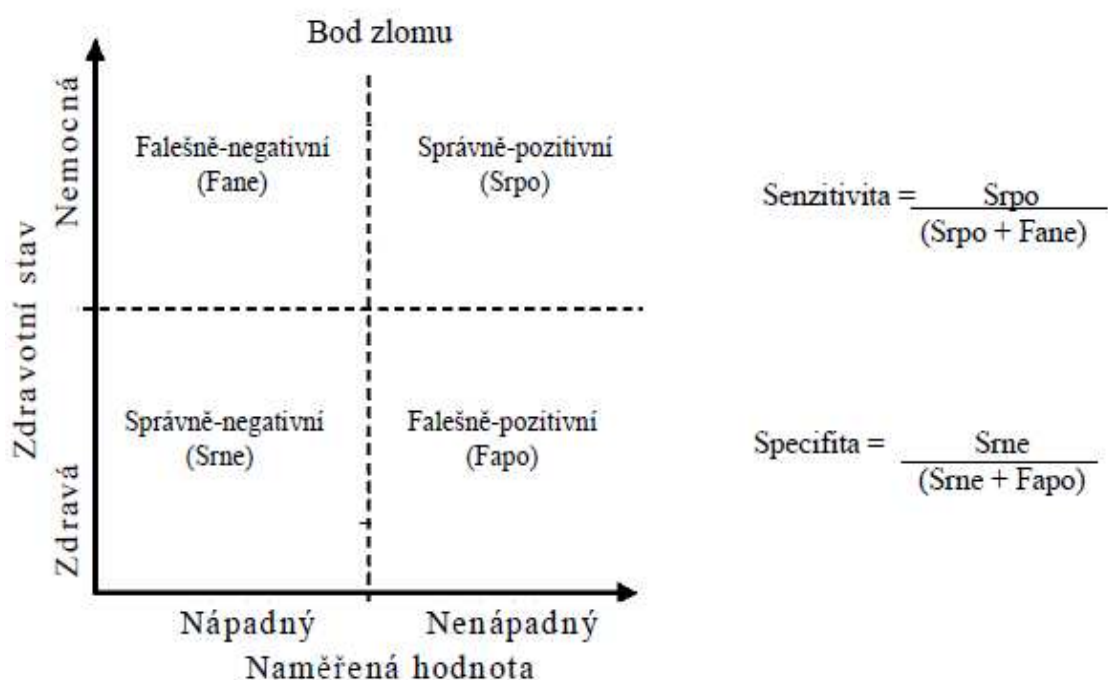 Bod zlomu
Nemocná
Zdravotní stav
Zdravá
Falešně-negativní
(Fane)
Správně-pozitivní
(Srpo)
Správně-negativní
(Srne)
Falešně-pozitivní
(Fapo)
Nápadný
Nenápadný
Naměřená hodnota
Senzitivita = Srpo
(Srpo + Fane)
Specifita = Srne
(Srne + Fapo)